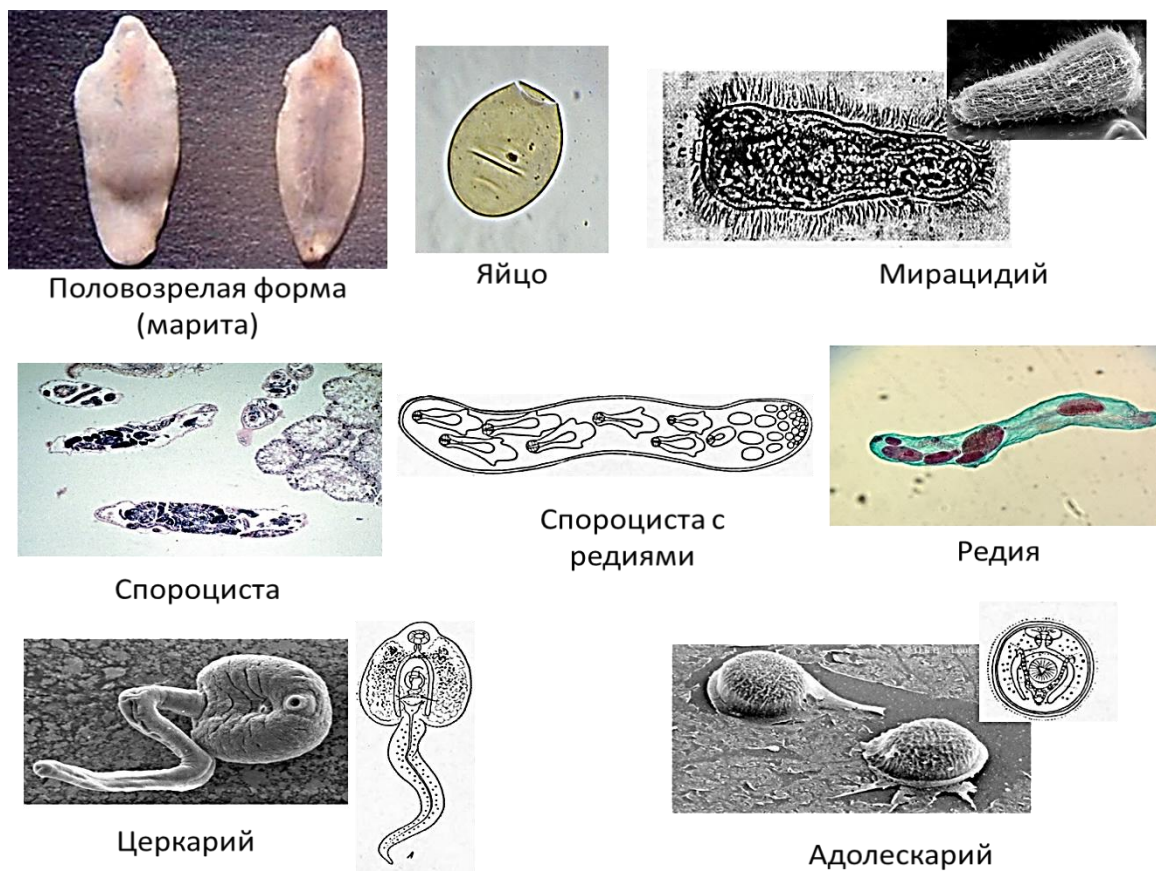 Половозрелая форма
(марита)
Яйцо
Мирацидий
Спороциста
Спороциста с
редиями
Редия
Церкарий
Адолескарий